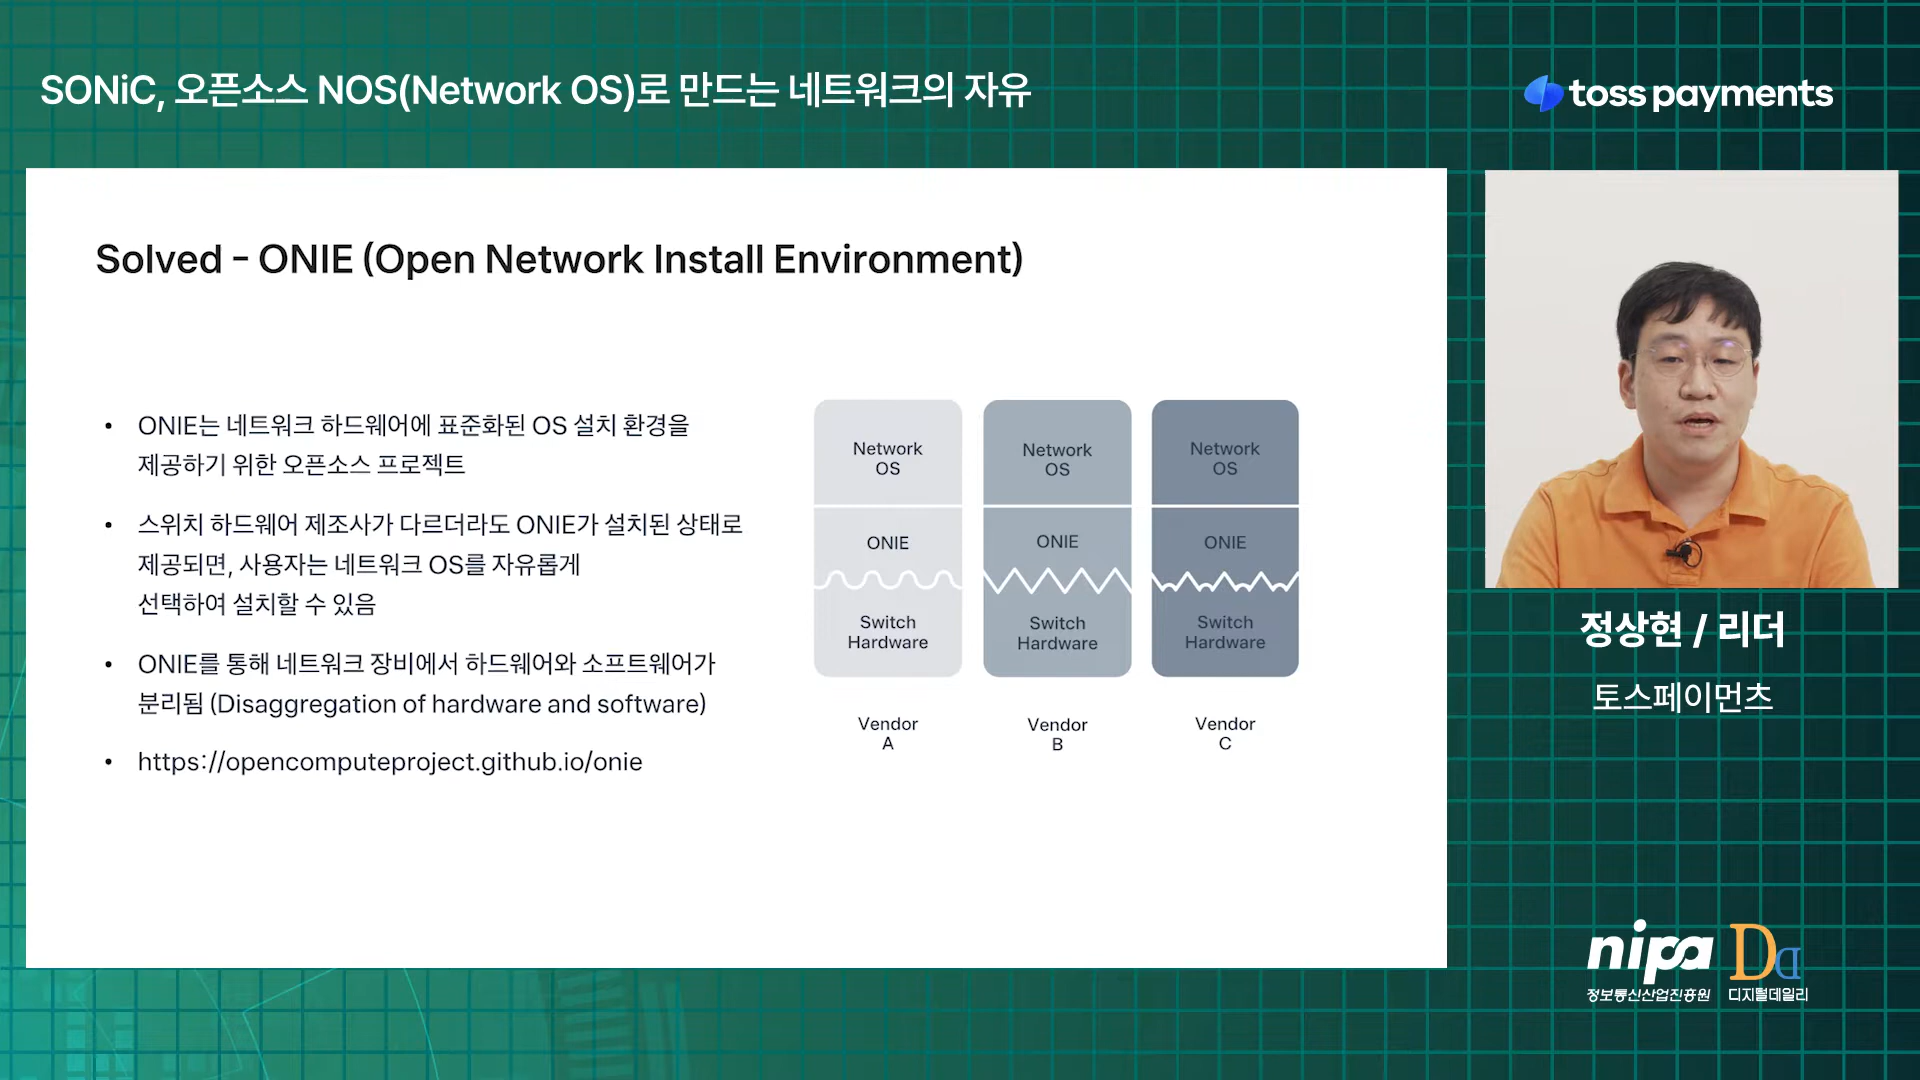 SONiC, 오픈소스 NOS(Network OS)로 만드는 네트워크의 자유
toss payments
Solved - ONIE (Open Network Install Environment)
• ONIE는 네트워크 하드웨어에 표준화된 OS 설치 환경을
제공하기 위한 오픈소스 프로젝트
• 스위치 하드웨어 제조사가 다르더라도 ONIE가 설치된 상태로
제공되면, 사용자는 네트워크 OS를 자유롭게
선택하여 설치할 수 있음
• ONIE를 통해 네트워크 장비에서 하드웨어와 소프트웨어가
분리됨 (Disaggregation of hardware and software)
• https://opencomputeproject.github.io/onie
Network
OS
ONIE
Switch
Hardware
Vendor
A
Network
OS
ONIE
Switch
Hardware
Vendor
B
Network
OS
ONIE
Switch
Hardware
Vendor
C
정상현 / 리더
토스페이먼츠
nipa
정보통신산업진흥원
DD
디지털데일리